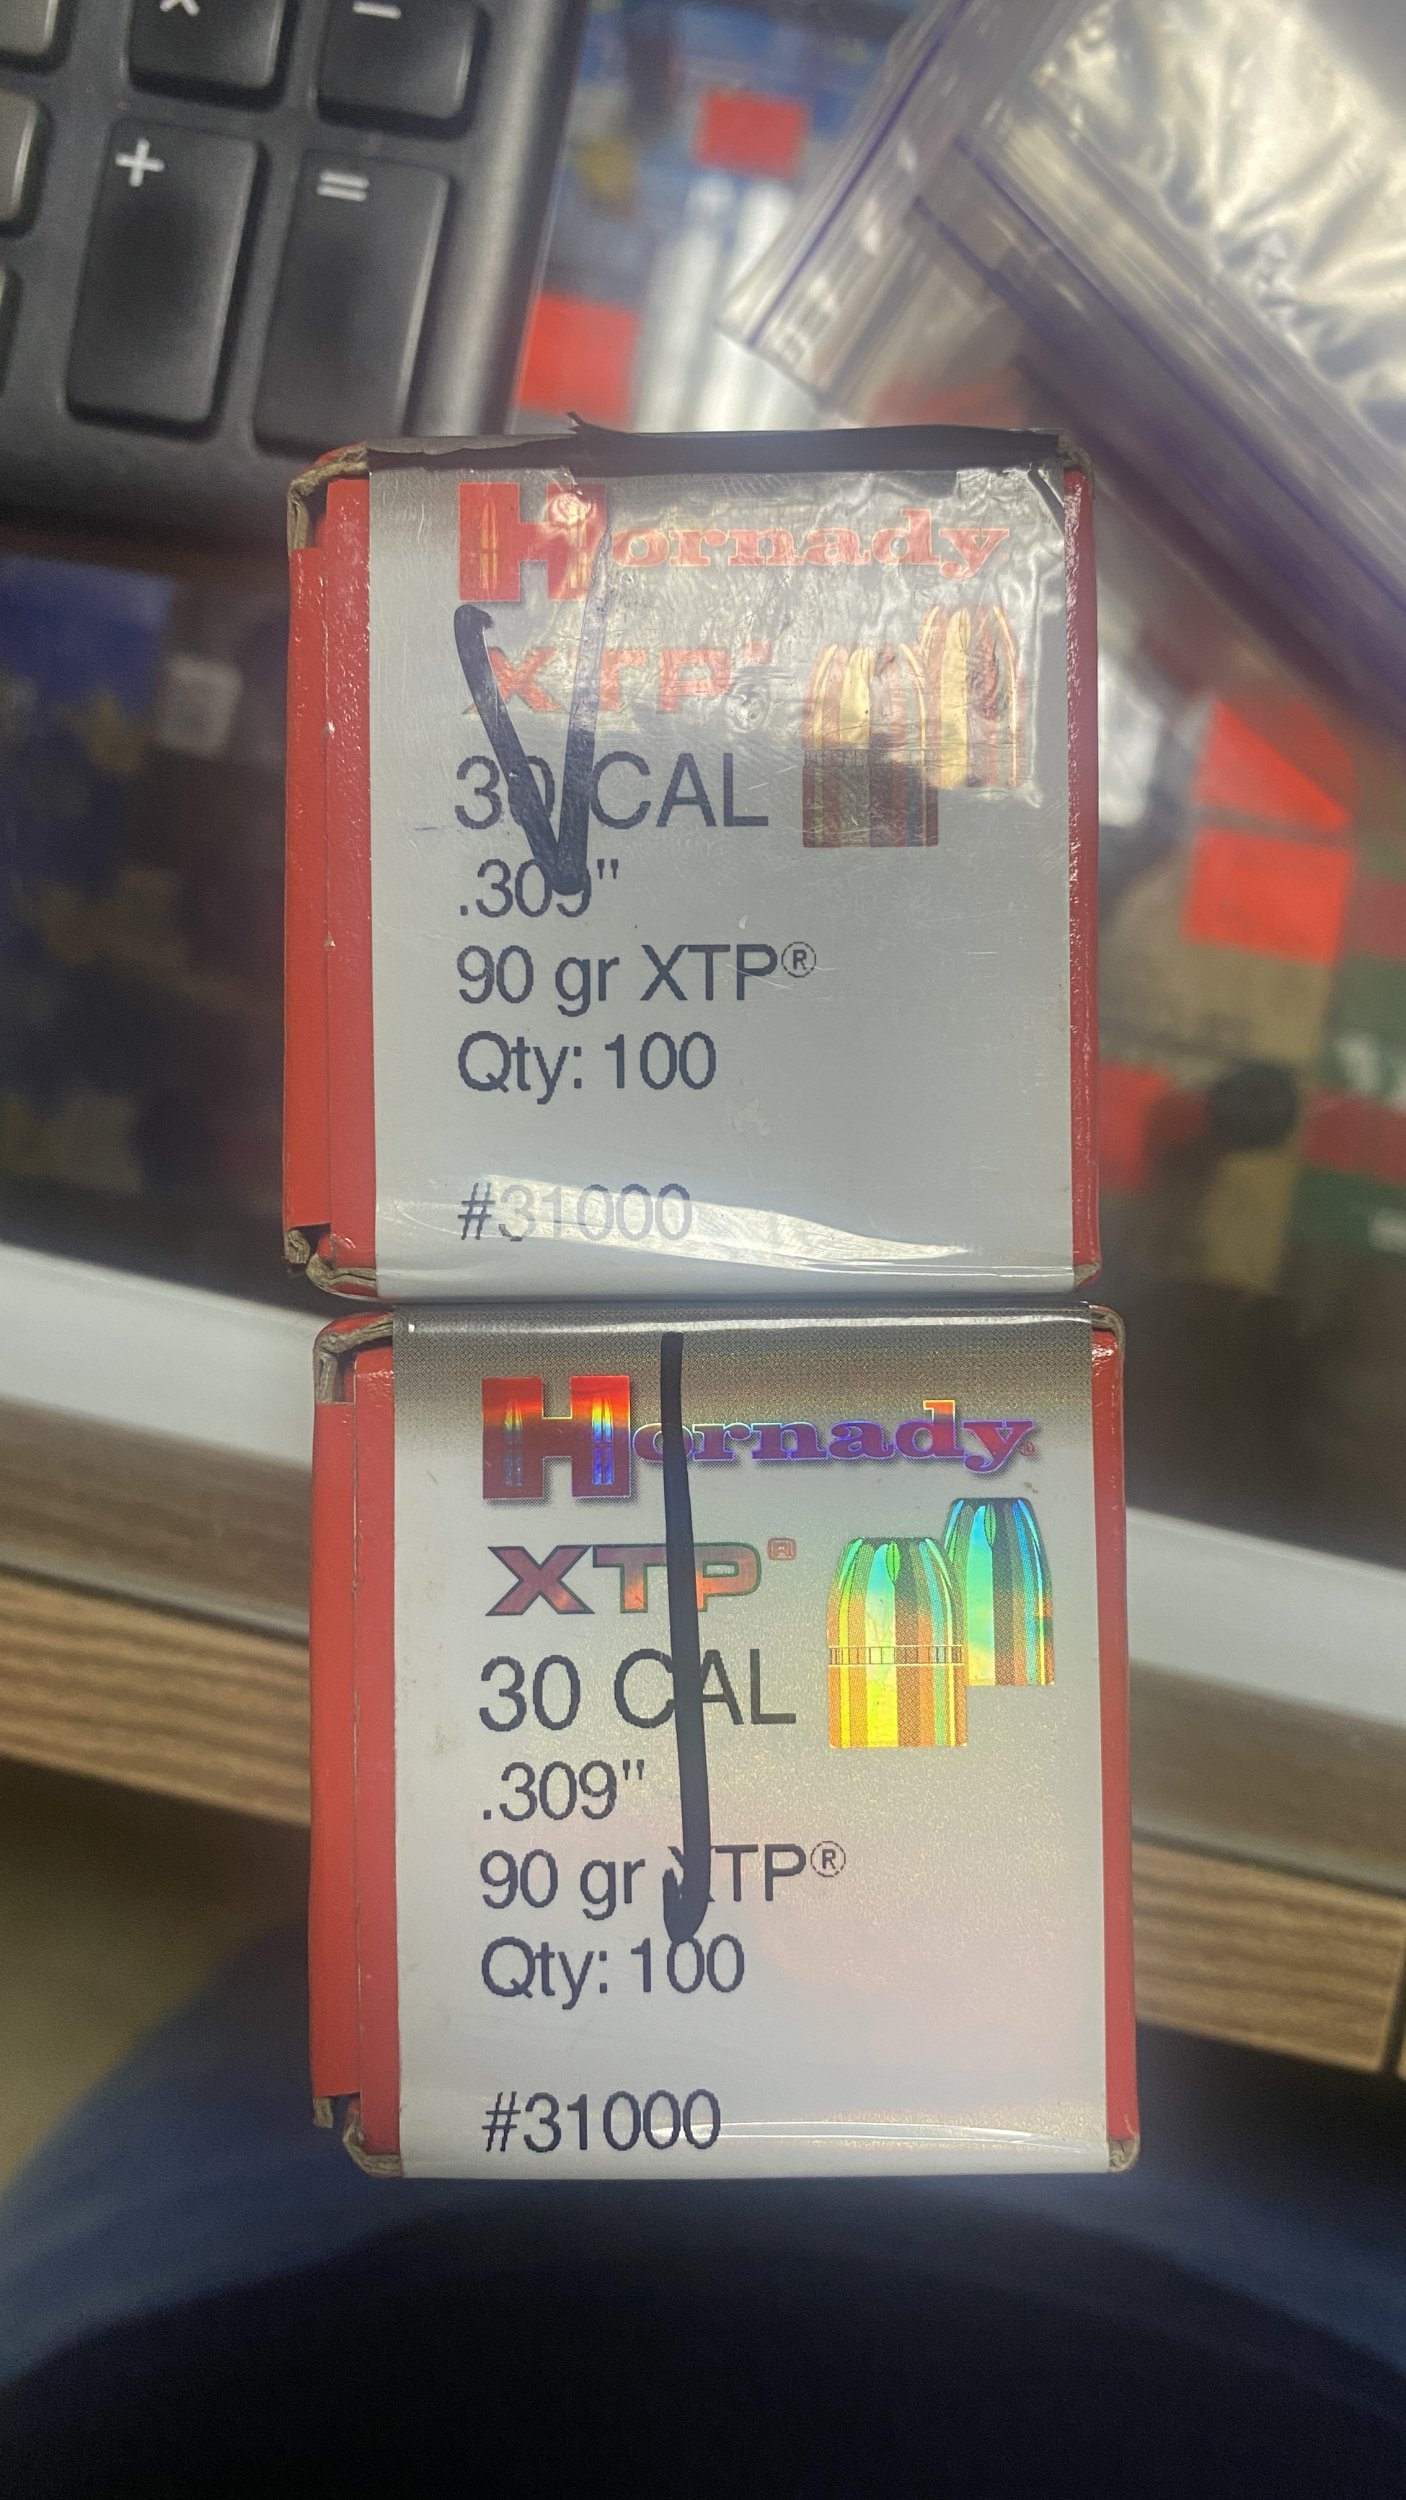 +
=
Hornady
XTP®
30 CAL
.309"
90 gr XTP®
Qty: 100
#31000
Hornady®
XTP®
30 CAL
.309"
90 gr XTP®
Qty: 100
#31000